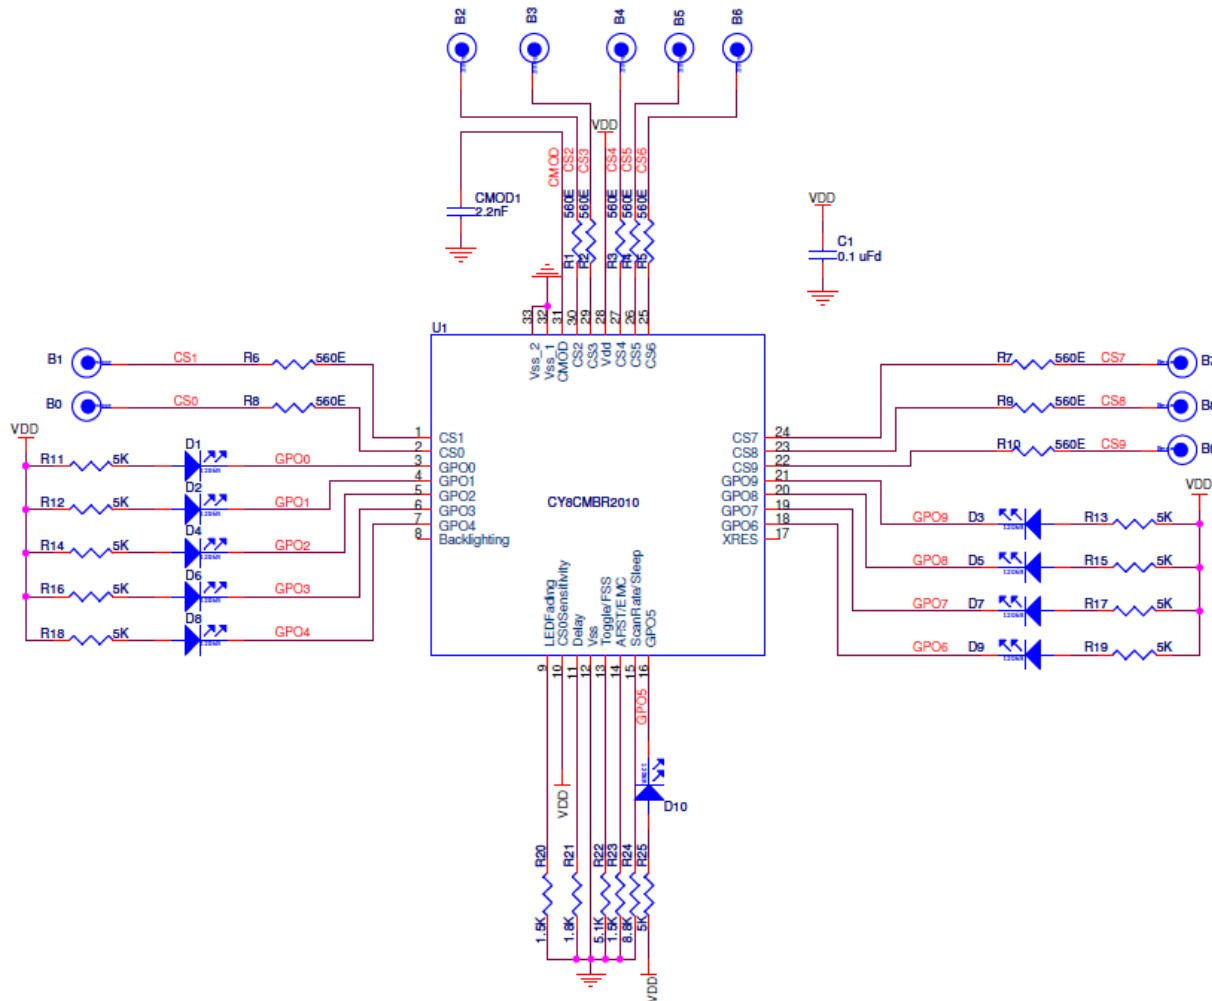 B2 B3 B4 B5 B6
VDD
CMOD CS2 CS3 CS4 CS5 CS6
CMOD1
2.2nF
560E 560E 560E 560E 560E
R1 R2 R3 R4 R5
VDD
C1
0.1 uFd
33 32 31 30 29 28 27 26 25
U1
Vss_2 Vss_1 CMOD CS2 CS3 Vdd CS4 CS5 CS6
B1 CS1 R6 560E
B0 CS0 R8 560E
R7 560E CS7
R9 560E CS8
R10 560E CS9
VDD
R11 5K D1 GPO0
R12 5K D2 GPO1
R14 5K D4 GPO2
R16 5K D6 GPO3
R18 5K D8 GPO4
1 CS1
2 CS0
3 GPO0
4 GPO1
5 GPO2
6 GPO3
7 GPO4
8 Backlighting
CY8CMBR2010
CS7 24
CS8 23
CS9 22
GPO9 21
GPO8 20
GPO7 19
GPO6 18
XRES 17
VDD
GPO9 D3 R13 5K
GPO8 D5 R15 5K
GPO7 D7 R17 5K
GPO6 D9 R19 5K
LEDFading CS0Sensitivity Delay Vss Toggle/FSS ARST/EMC ScanRate/Sleep GPO5
9 10 11 12 13 14 15 16
GPO5
VDD
D10
R20 R21 R22 R23 R24 R25
1.5K 1.8K 5.1K 1.5K 8.8K 5K
VDD